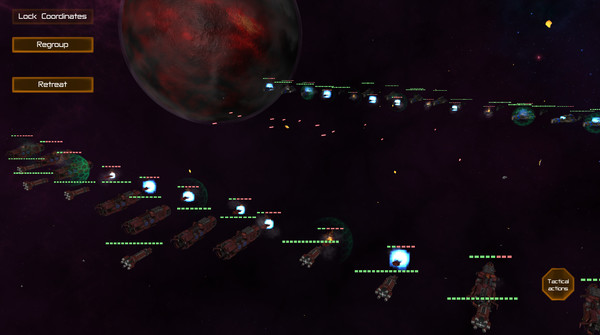 Lock Coordinates
Regroup
Retreat
Tactical
actions